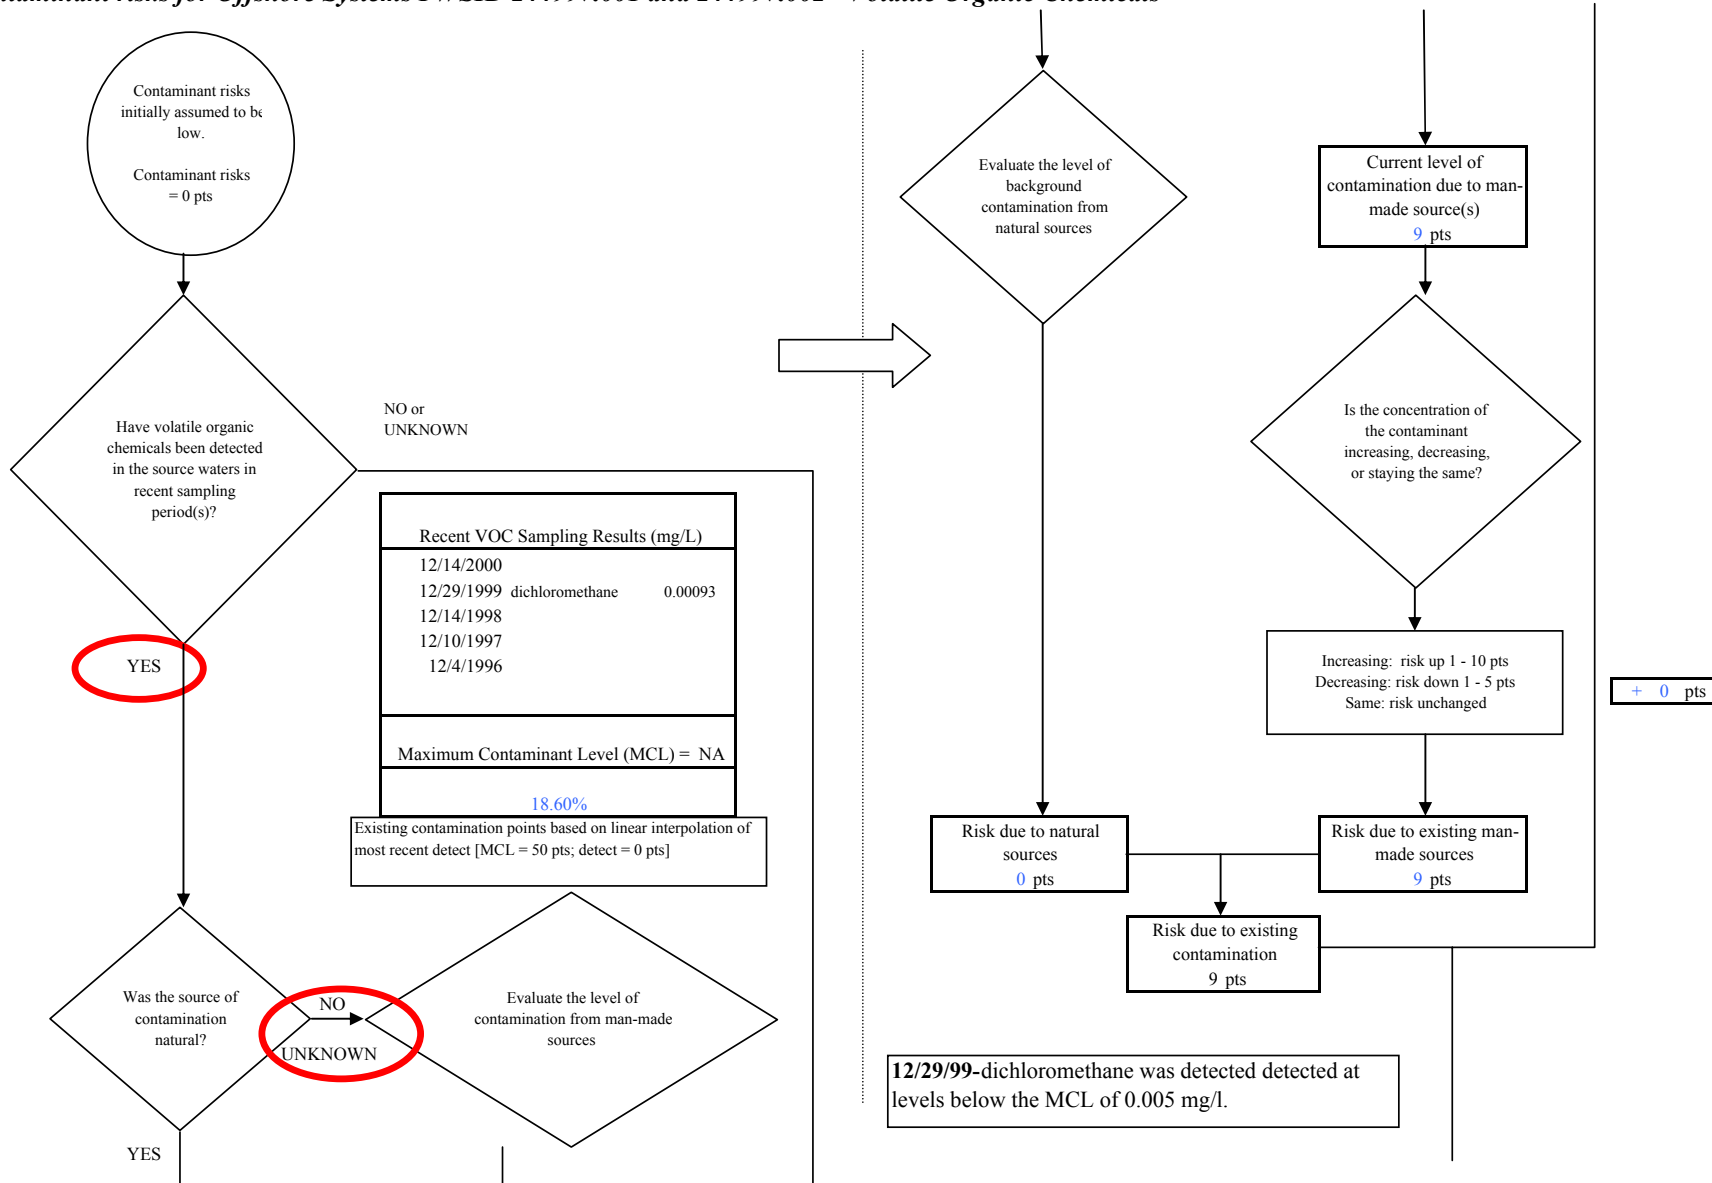 Contaminant risks
initially assumed to be
low.
Contaminant risks
= 0 pts
Have volatile organic
chemicals been detected
in the source waters in
recent sampling
period(s)?
NO or
UNKNOWN
YES
Recent VOC Sampling Results (mg/L)
12/14/2000
12/29/1999 dichloromethane 0.00093
12/14/1998
12/10/1997
12/4/1996
Maximum Contaminant Level (MCL) = NA
18.60%
Existing contamination points based on linear interpolation of
most recent detect [MCL = 50 pts; detect = 0 pts]
Was the source of
contamination
natural?
NO
UNKNOWN
Evaluate the level of
contamination from man-made
sources
YES
Evaluate the level of
background
contamination from
natural sources
Current level of
contamination due to man-
made source(s)
9 pts
Is the concentration of
the contaminant
increasing, decreasing,
or staying the same?
Increasing: risk up 1 - 10 pts
Decreasing: risk down 1 - 5 pts
Same: risk unchanged
+ 0 pts
Risk due to natural
sources
0 pts
Risk due to existing man-
made sources
9 pts
Risk due to existing
contamination
9 pts
12/29/99-dichloromethane was detected detected at
levels below the MCL of 0.005 mg/l.